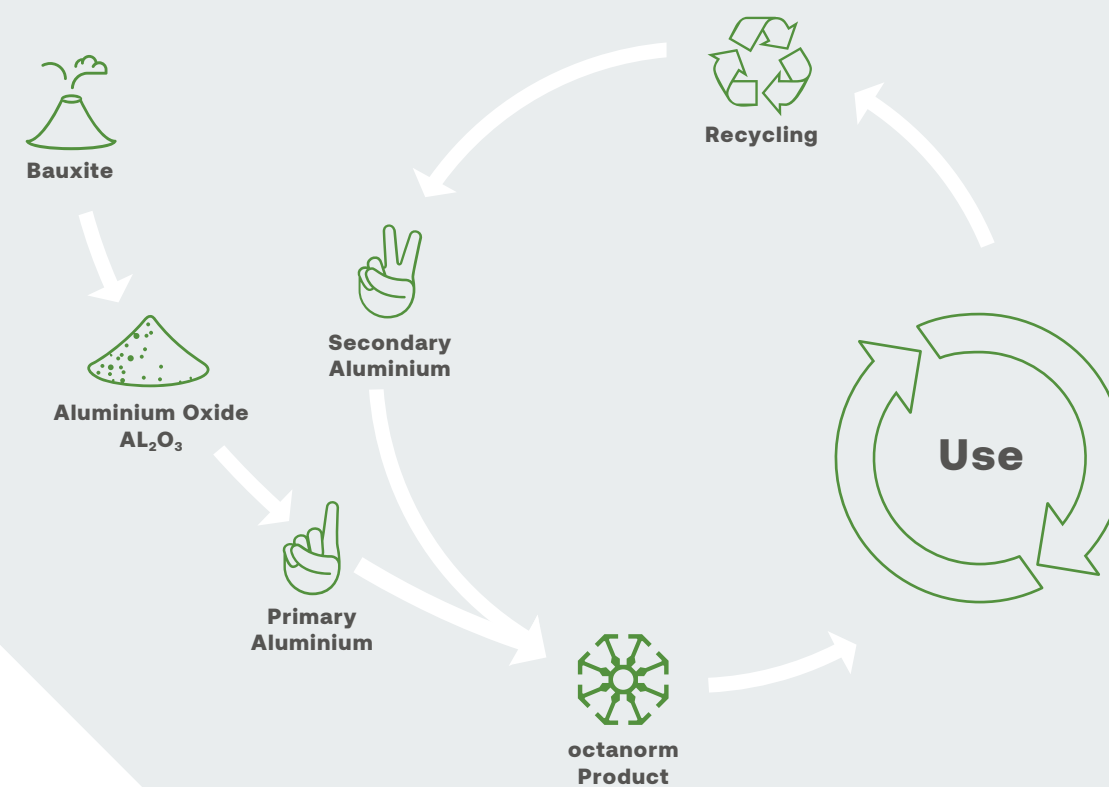 Recycling
Bauxite
Secondary
Aluminium
Aluminium Oxide
AL₂O₃
Use
Primary
Aluminium
octanorm
Product